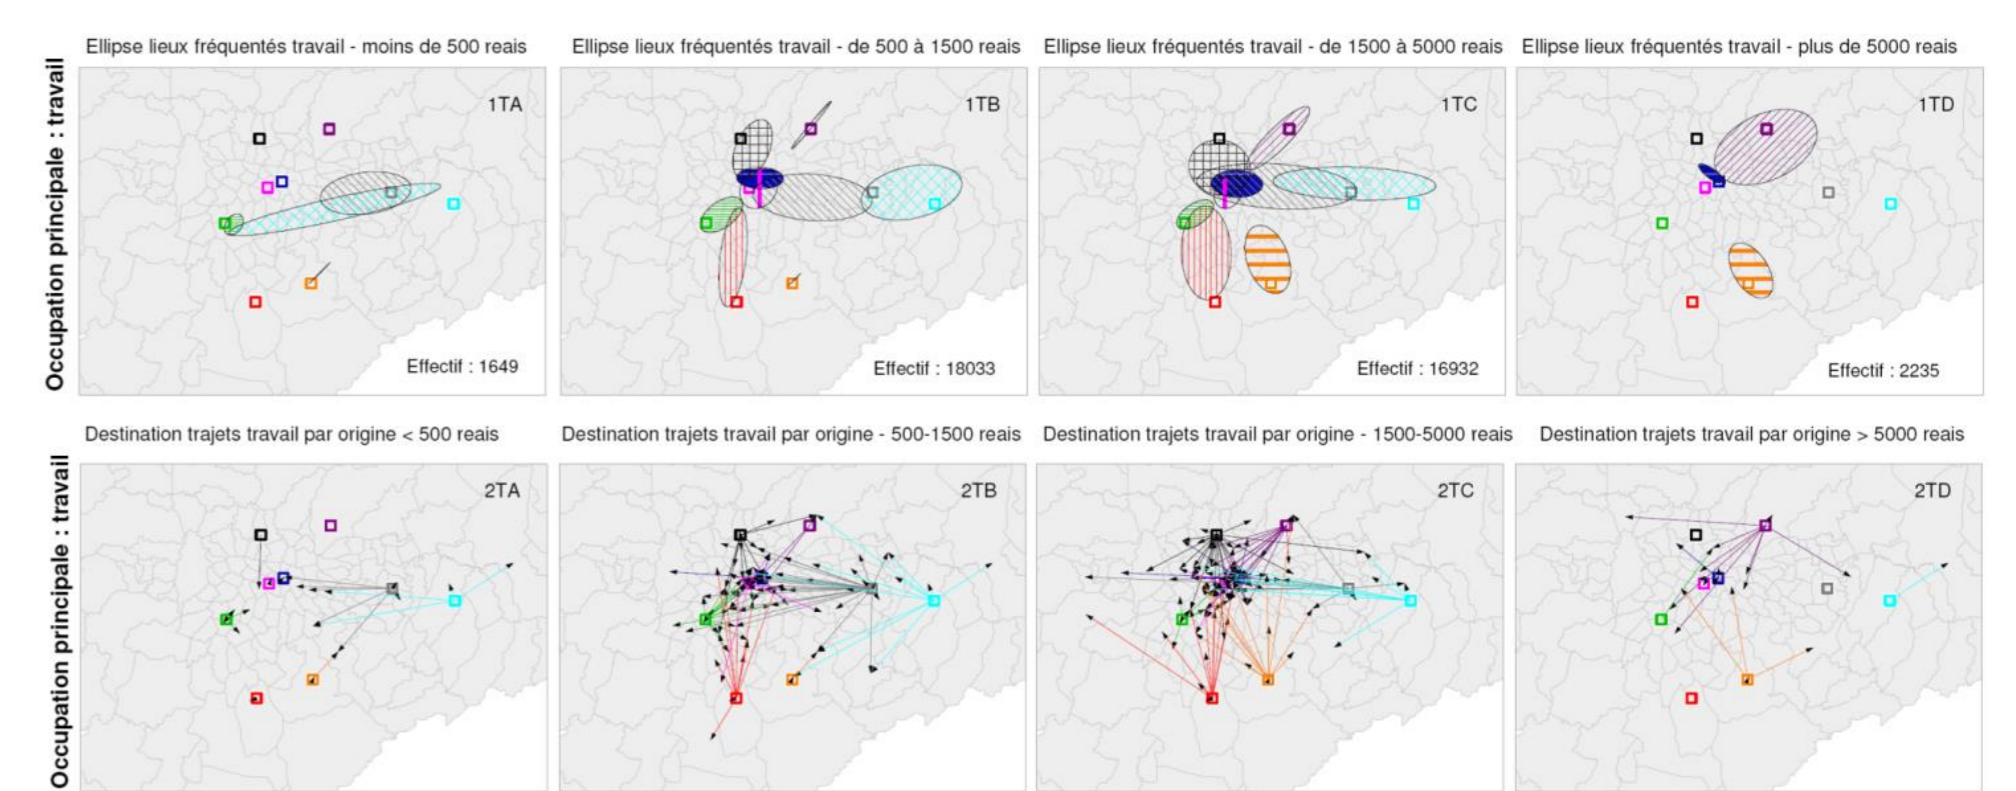 Ellipse lieux fréquentés travail - moins de 500 reais
Ellipse lieux fréquentés travail - de 500 à 1500 reais
Ellipse lieux fréquentés travail - de 1500 à 5000 reais
Ellipse lieux fréquentés travail - plus de 5000 reais
Occupation principale : travail
1TA
1TB
1TC
1TD
Effectif : 1649
Effectif : 18033
Effectif : 16932
Effectif : 2235
Destination trajets travail par origine < 500 reais
Destination trajets travail par origine - 500-1500 reais
Destination trajets travail par origine - 1500-5000 reais
Destination trajets travail par origine > 5000 reais
Occupation principale : travail
2TA
2TB
2TC
2TD